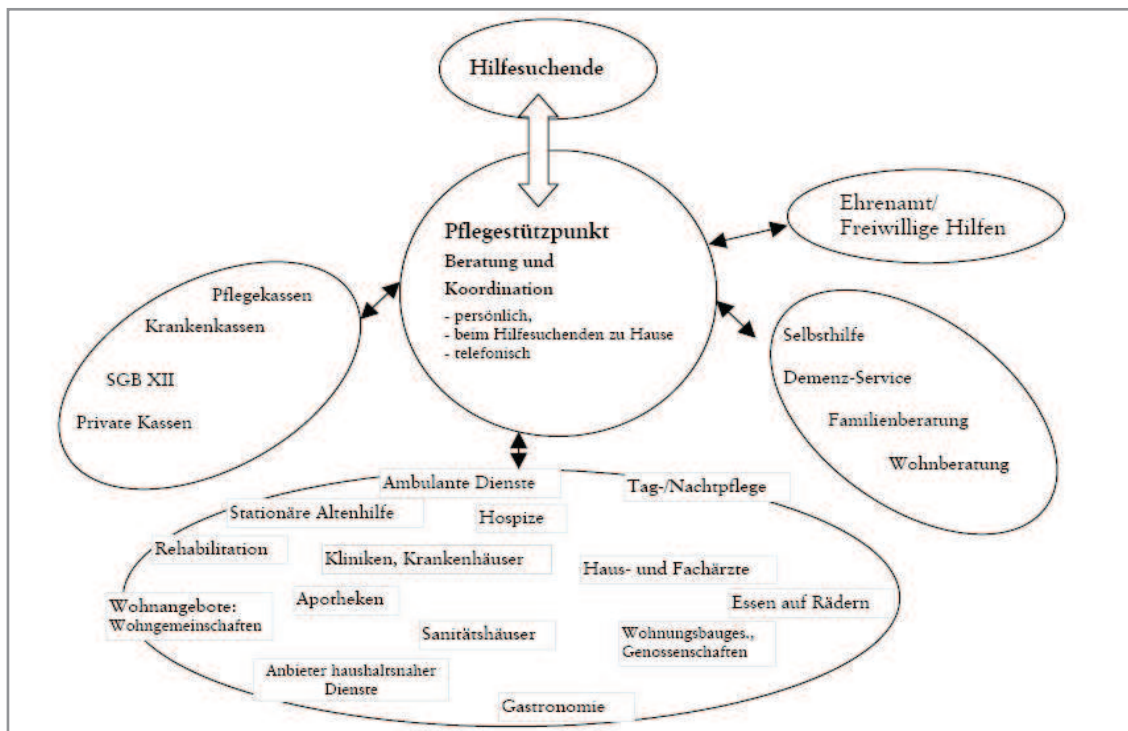 Hilfesuchende
Pflegestützpunkt
Beratung und
Koordination
- persönlich,
- beim Hilfesuchenden zu Hause
- telefonisch
Ehrenamt/
Freiwillige Hilfen
Pflegekassen
Krankenkassen
SGB XII
Private Kassen
Selbsthilfe
Demenz-Service
Familienberatung
Wohnberatung
Ambulante Dienste
Tag-/Nachtpflege
Stationäre Altenhilfe
Hospize
Rehabilitation
Kliniken, Krankenhäuser
Haus- und Fachärzte
Wohnangebote:
Wohngemeinschaften
Apotheken
Essen auf Rädern
Sanitätshäuser
Wohnungsbauges.,
Genossenschaften
Anbieter haushaltsnaher
Dienste
Gastronomie